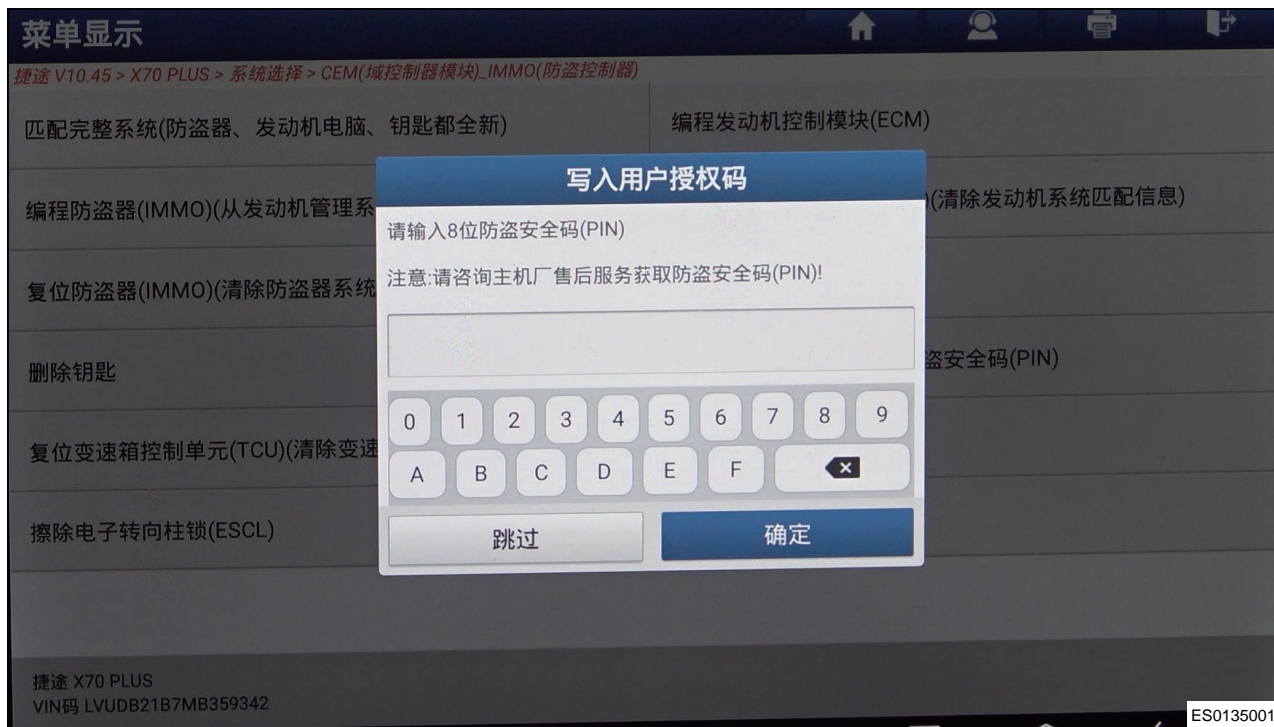 菜单显示
捷途 V10.45 > X70 PLUS > 系统选择 > CEM(域控制器模块)_IMMO(防盗控制器)
匹配完整系统(防盗器、发动机电脑、钥匙都全新)
编程发动机控制模块(ECM)
编程防盗器(IMMO)(从发动机管理系
)(清除发动机系统匹配信息)
复位防盗器(IMMO)(清除防盗器系统
删除钥匙
盗安全码(PIN)
复位变速箱控制单元(TCU)(清除变速
擦除电子转向柱锁(ESCL)
写入用户授权码
请输入8位防盗安全码(PIN)
注意:请咨询主机厂售后服务获取防盗安全码(PIN)!
0 1 2 3 4 5 6 7 8 9
A B C D E F
跳过 确定
捷途 X70 PLUS
VIN码 LVUDB21B7MB359342
ES0135001